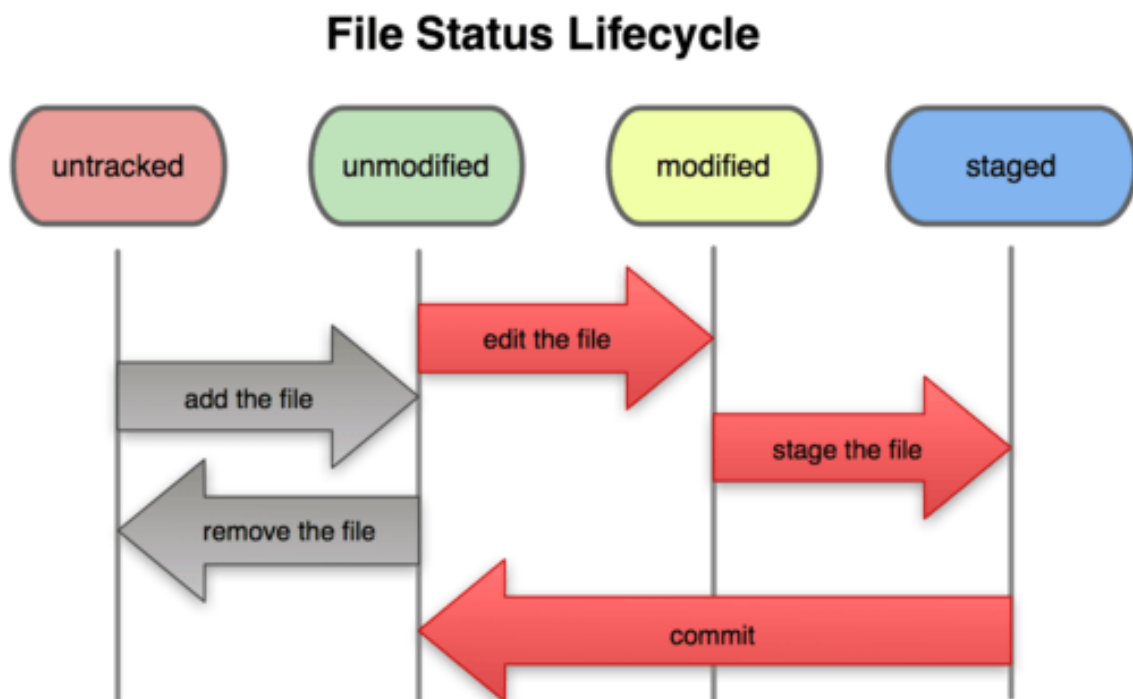 File Status Lifecycle
untracked
unmodified
modified
staged
edit the file
add the file
stage the file
remove the file
commit